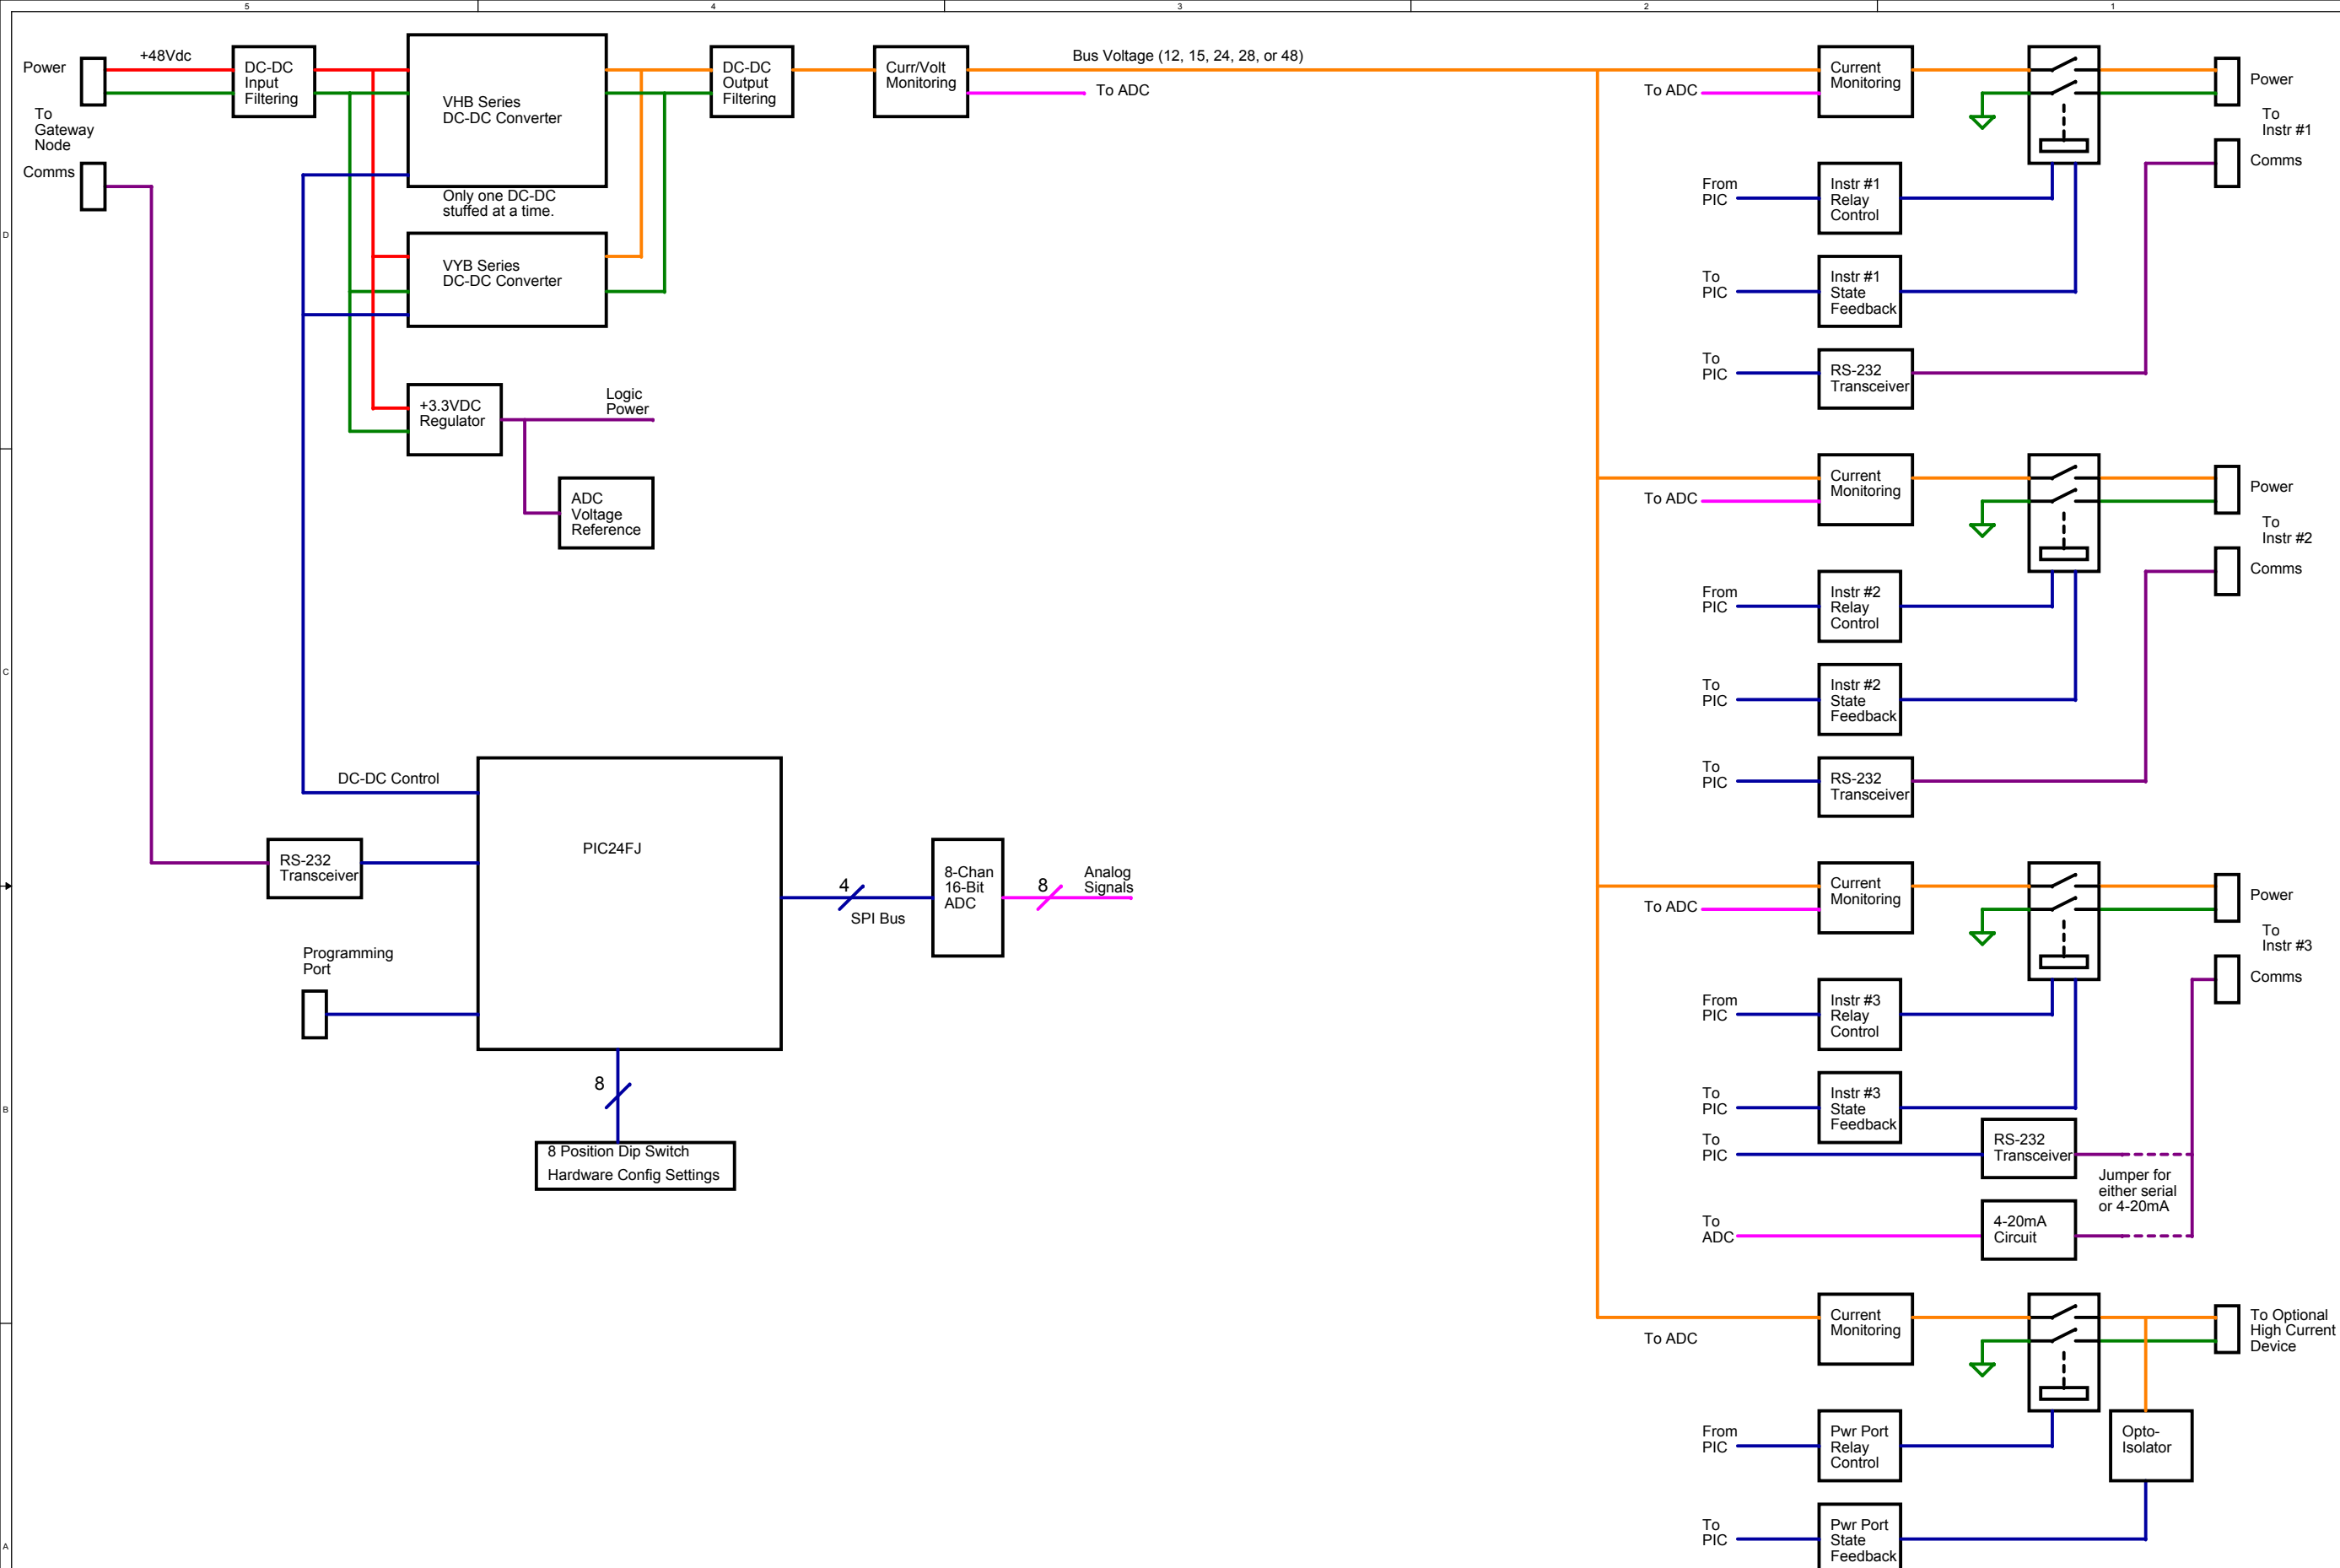 5
4
3
2
1
D
C
B
A
Power
To
Gateway
Node
Comms
+48Vdc
DC-DC
Input
Filtering
VHB Series
DC-DC Converter
Only one DC-DC
stuffed at a time.
VYB Series
DC-DC Converter
DC-DC
Output
Filtering
Curr/Volt
Monitoring
Bus Voltage (12, 15, 24, 28, or 48)
To ADC
+3.3VDC
Regulator
Logic
Power
ADC
Voltage
Reference
DC-DC Control
PIC24FJ
RS-232
Transceiver
Programming
Port
4
SPI Bus
8-Chan
16-Bit
ADC
8
Analog
Signals
8
8 Position Dip Switch
Hardware Config Settings
To ADC
Current
Monitoring
Power
To
Instr #1
Comms
From
PIC
Instr #1
Relay
Control
To
PIC
Instr #1
State
Feedback
To
PIC
RS-232
Transceiver
To ADC
Current
Monitoring
Power
To
Instr #2
Comms
From
PIC
Instr #2
Relay
Control
To
PIC
Instr #2
State
Feedback
To
PIC
RS-232
Transceiver
To ADC
Current
Monitoring
Power
To
Instr #3
Comms
From
PIC
Instr #3
Relay
Control
To
PIC
Instr #3
State
Feedback
To
PIC
RS-232
Transceiver
Jumper for
either serial
or 4-20mA
To
ADC
4-20mA
Circuit
To ADC
Current
Monitoring
To Optional
High Current
Device
From
PIC
Pwr Port
Relay
Control
Opto-
Isolator
To
PIC
Pwr Port
State
Feedback